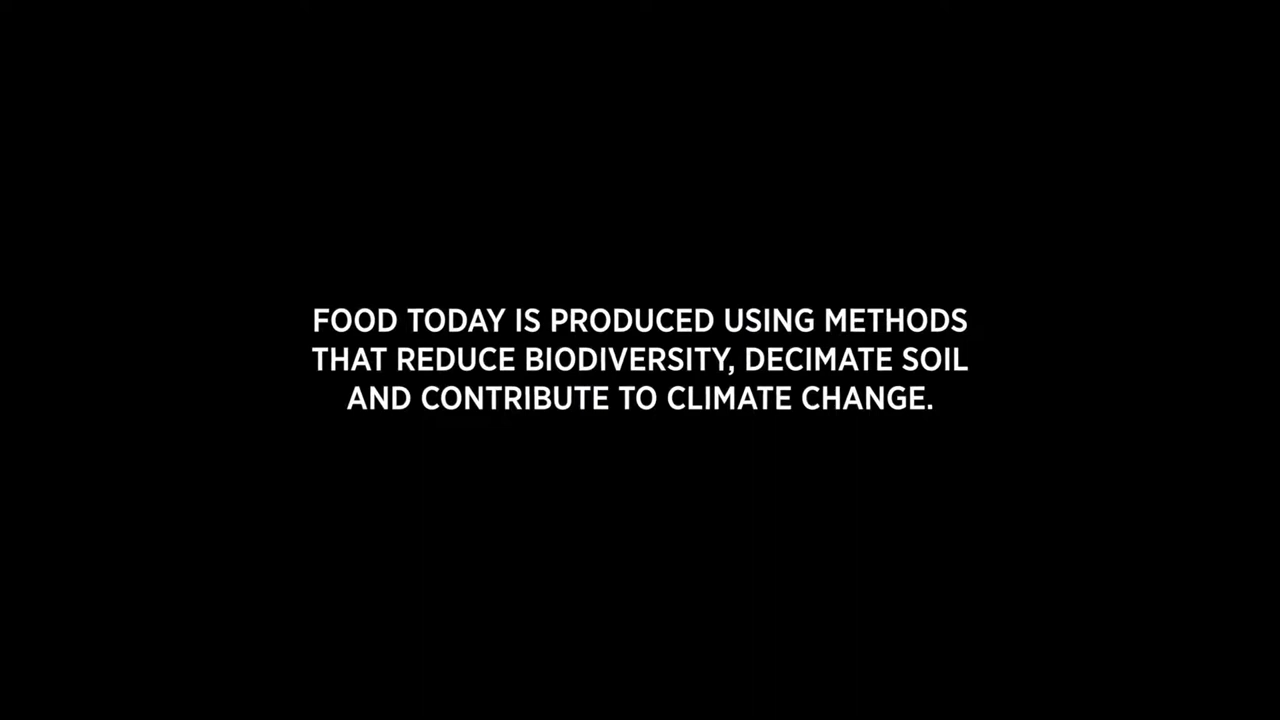 FOOD TODAY IS PRODUCED USING METHODS
THAT REDUCE BIODIVERSITY, DECIMATE SOIL
AND CONTRIBUTE TO CLIMATE CHANGE.